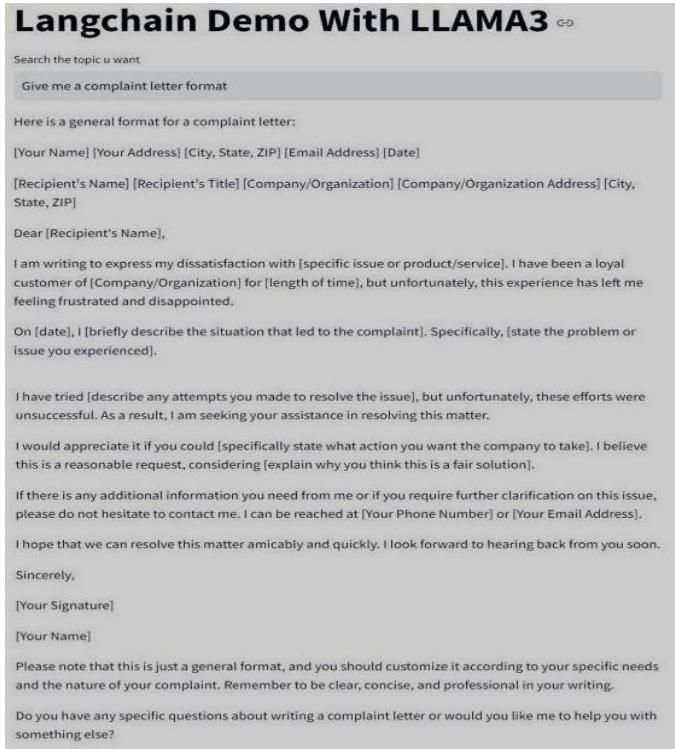 Langchain Demo With LLAMA3
Search the topic u want
Give me a complaint letter format
Here is a general format for a complaint letter:
[Your Name] [Your Address] [City, State, ZIP] [Email Address] [Date]
[Recipient's Name] [Recipient's Title] [Company/Organization] [Company/Organization Address] [City,
State, ZIP]
Dear [Recipient's Name],
I am writing to express my dissatisfaction with [specific issue or product/service]. I have been a loyal
customer of [Company/Organization] for [length of time], but unfortunately, this experience has left me
feeling frustrated and disappointed.
On [date], I [briefly describe the situation that led to the complaint]. Specifically, [state the problem or
issue you experienced].
I have tried [describe any attempts you made to resolve the issue], but unfortunately, these efforts were
unsuccessful. As a result, I am seeking your assistance in resolving this matter.
I would appreciate it if you could [specifically state what action you want the company to take]. I believe
this is a reasonable request, considering [explain why you think this is a fair solution].
If there is any additional information you need from me or if you require further clarification on this issue,
please do not hesitate to contact me. I can be reached at [Your Phone Number] or [Your Email Address].
I hope that we can resolve this matter amicably and quickly. I look forward to hearing back from you soon.
Sincerely,
[Your Signature]
[Your Name]
Please note that this is just a general format, and you should customize it according to your specific needs
and the nature of your complaint. Remember to be clear, concise, and professional in your writing.
Do you have any specific questions about writing a complaint letter or would you like me to help you with
something else?